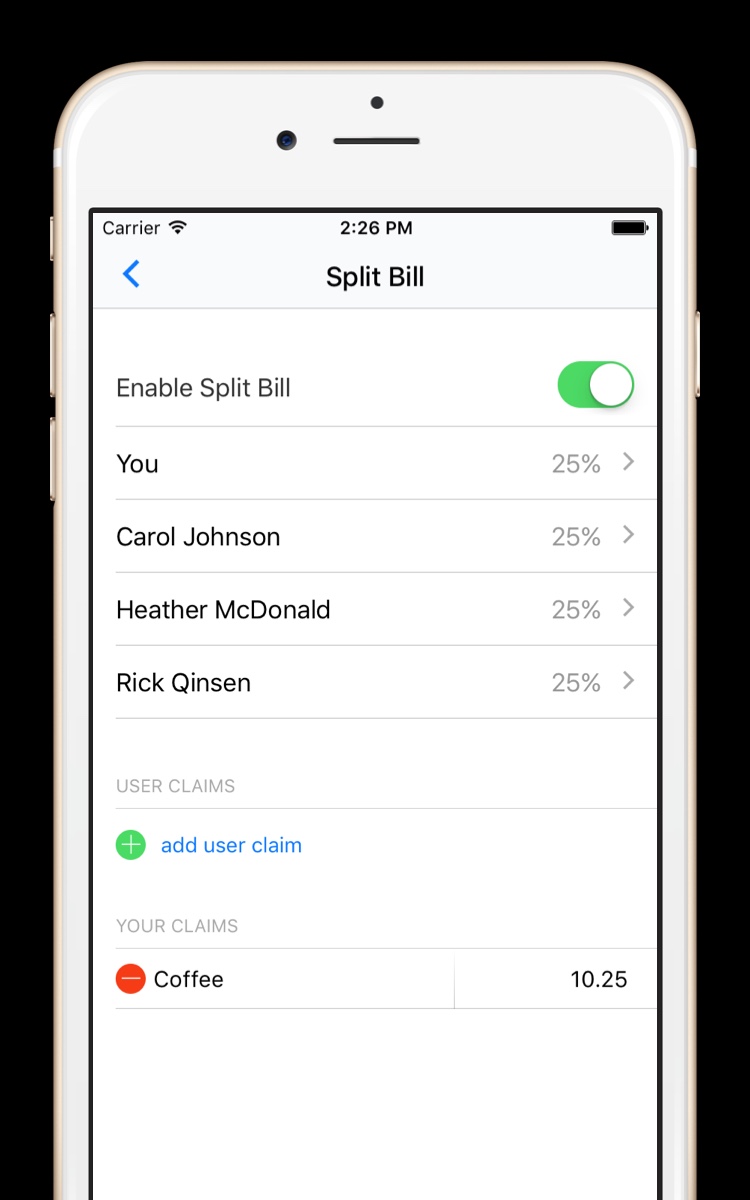 Carrier 2:26 PM
Split Bill
Enable Split Bill
You 25%
Carol Johnson 25%
Heather McDonald 25%
Rick Qinsen 25%
USER CLAIMS
add user claim
YOUR CLAIMS
Coffee 10.25